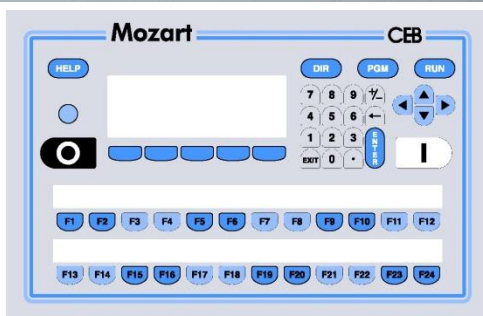 Mozart CEB
HELP DIR PGM RUN
7 8 9 +/-
4 5 6 ←
1 2 3 ENTER
EXIT 0 .
O I
F1 F2 F3 F4 F5 F6 F7 F8 F9 F10 F11 F12
F13 F14 F15 F16 F17 F18 F19 F20 F21 F22 F23 F24